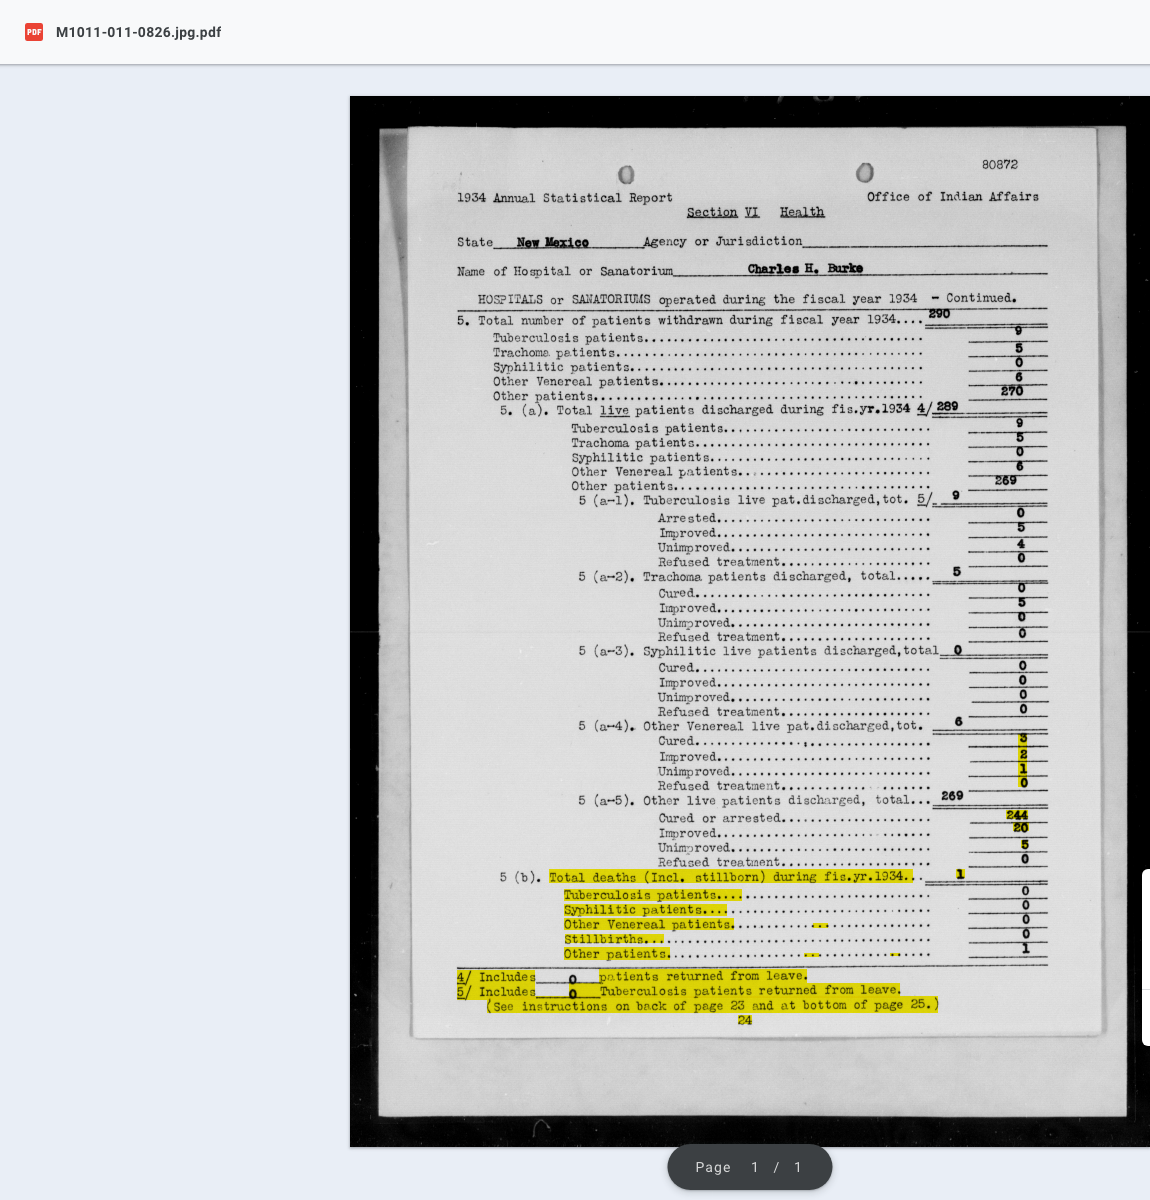 PDF M1011-011-0826.jpg.pdf
80872
1934 Annual Statistical Report Office of Indian Affairs
Section VI Health
State New Mexico Agency or Jurisdiction
Name of Hospital or Sanatorium Charles H. Burke
HOSPITALS or SANATORIUMS operated during the fiscal year 1934 - Continued.
5. Total number of patients withdrawn during fiscal year 1934.... 290
Tuberculosis patients....................................... 9
Trachoma patients........................................... 5
Syphilitic patients......................................... 0
Other Venereal patients..................................... 6
Other patients.............................................. 270
5. (a). Total live patients discharged during fis.yr.1934 4/ 289
Tuberculosis patients............................. 9
Trachoma patients................................. 5
Syphilitic patients............................... 0
Other Venereal patients........................... 6
Other patients.................................... 269
5 (a-1). Tuberculosis live pat.discharged,tot. 5/ 9
Arrested.............................. 0
Improved.............................. 5
Unimproved............................ 4
Refused treatment..................... 0
5 (a-2). Trachoma patients discharged, total..... 5
Cured................................. 0
Improved.............................. 5
Unimproved............................ 0
Refused treatment..................... 0
5 (a-3). Syphilitic live patients discharged,total 0
Cured................................. 0
Improved.............................. 0
Unimproved............................ 0
Refused treatment..................... 0
5 (a-4). Other Venereal live pat.discharged,tot. 6
Cured................................. 3
Improved.............................. 2
Unimproved............................ 1
Refused treatment..................... 0
5 (a-5). Other live patients discharged, total... 269
Cured or arrested..................... 244
Improved.............................. 20
Unimproved............................ 5
Refused treatment..................... 0
5 (b). Total deaths (Incl. stillborn) during fis.yr.1934... 1
Tuberculosis patients............................. 0
Syphilitic patients............................... 0
Other Venereal patients........................... 0
Stillbirths....................................... 0
Other patients.................................... 1
4/ Includes 0 patients returned from leave.
5/ Includes 0 Tuberculosis patients returned from leave.
(See instructions on back of page 23 and at bottom of page 25.)
24
Page 1 / 1